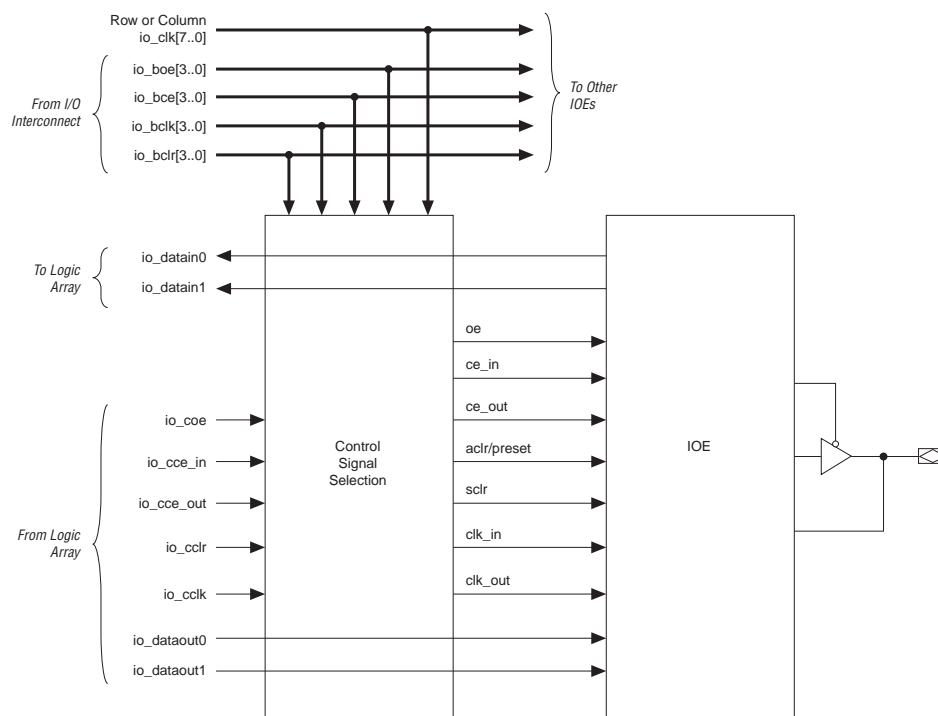 Row or Column
io_clk[7..0]
io_boe[3..0]
io_bce[3..0]
io_bclk[3..0]
io_bclr[3..0]
From I/O
Interconnect
To Other
IOEs
io_datain0
io_datain1
To Logic
Array
oe
ce_in
ce_out
aclr/preset
sclr
clk_in
clk_out
io_coe
io_cce_in
io_cce_out
io_cclr
io_cclk
io_dataout0
io_dataout1
From Logic
Array
Control
Signal
Selection
IOE